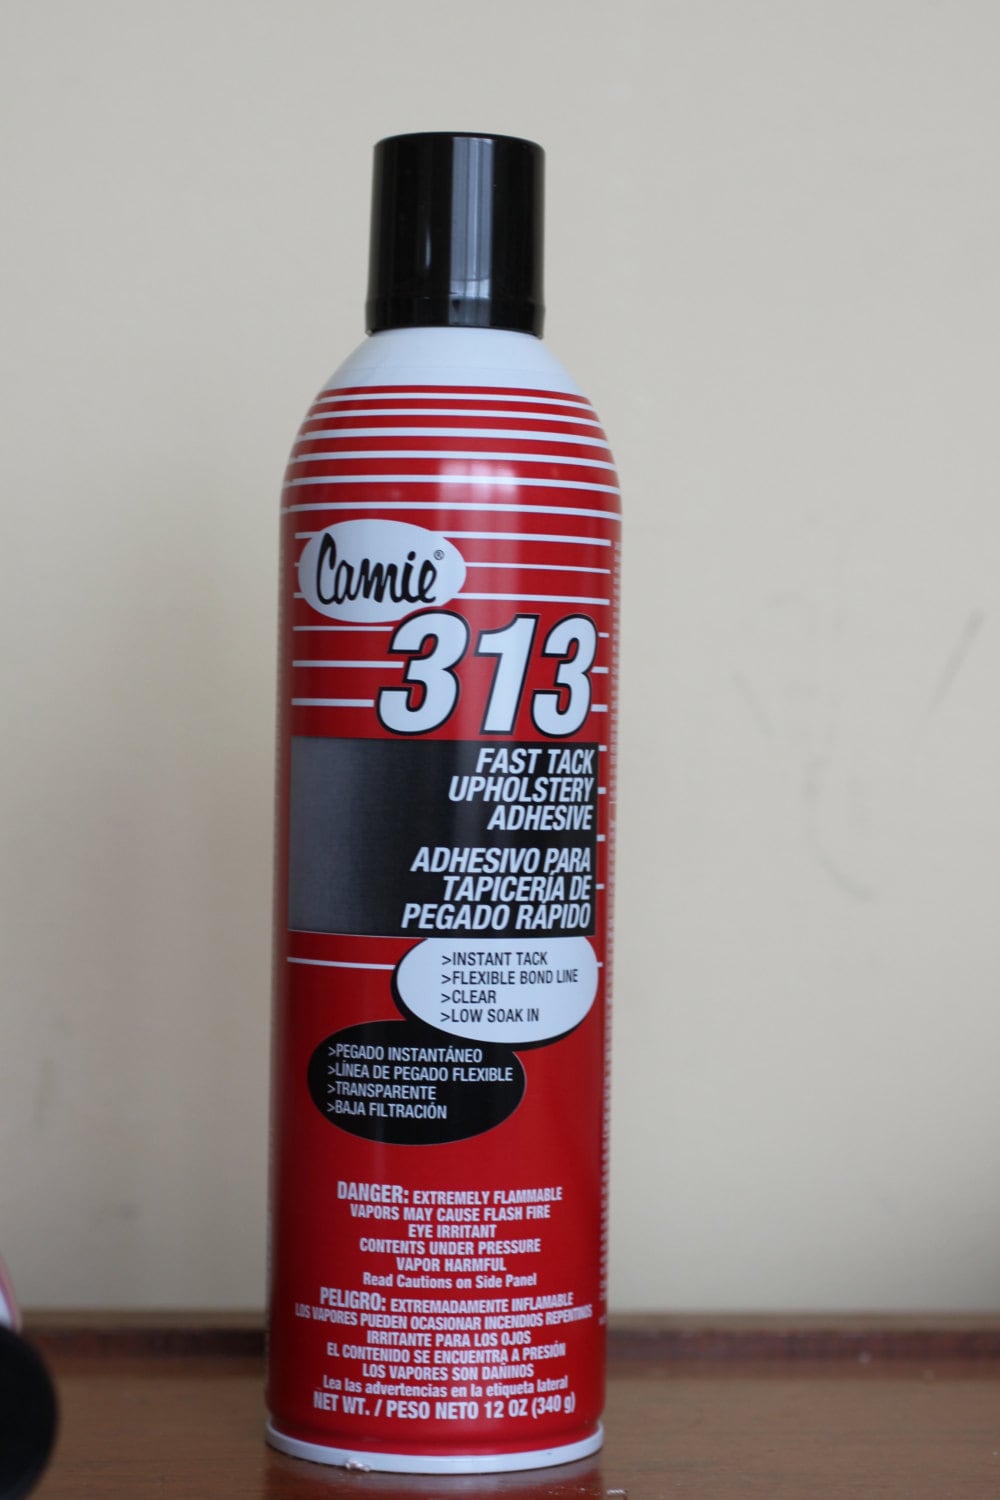 Camie®
313
FAST TACK
UPHOLSTERY
ADHESIVE
ADHESIVO PARA
TAPICERÍA DE
PEGADO RÁPIDO
>INSTANT TACK
>FLEXIBLE BOND LINE
>CLEAR
>LOW SOAK IN
>PEGADO INSTANTÁNEO
>LÍNEA DE PEGADO FLEXIBLE
>TRANSPARENTE
>BAJA FILTRACIÓN
DANGER: EXTREMELY FLAMMABLE
VAPORS MAY CAUSE FLASH FIRE
EYE IRRITANT
CONTENTS UNDER PRESSURE
VAPOR HARMFUL
Read Cautions on Side Panel
PELIGRO: EXTREMADAMENTE INFLAMABLE
LOS VAPORES PUEDEN OCASIONAR INCENDIOS REPENTINOS
IRRITANTE PARA LOS OJOS
EL CONTENIDO SE ENCUENTRA A PRESIÓN
LOS VAPORES SON DAÑINOS
Lea las advertencias en la etiqueta lateral
NET WT. / PESO NETO 12 OZ (340 g)